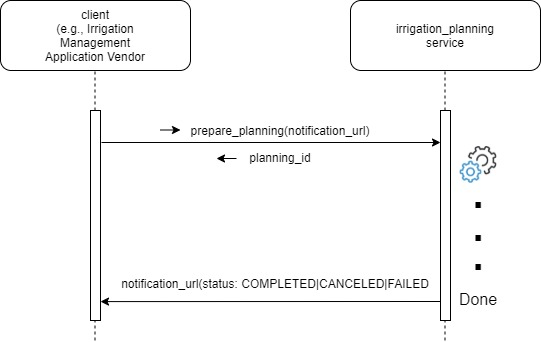 client
(e.g., Irrigation
Management
Application Vendor
irrigation_planning
service
prepare_planning(notification_url)
planning_id
notification_url(status: COMPLETED|CANCELED|FAILED
Done